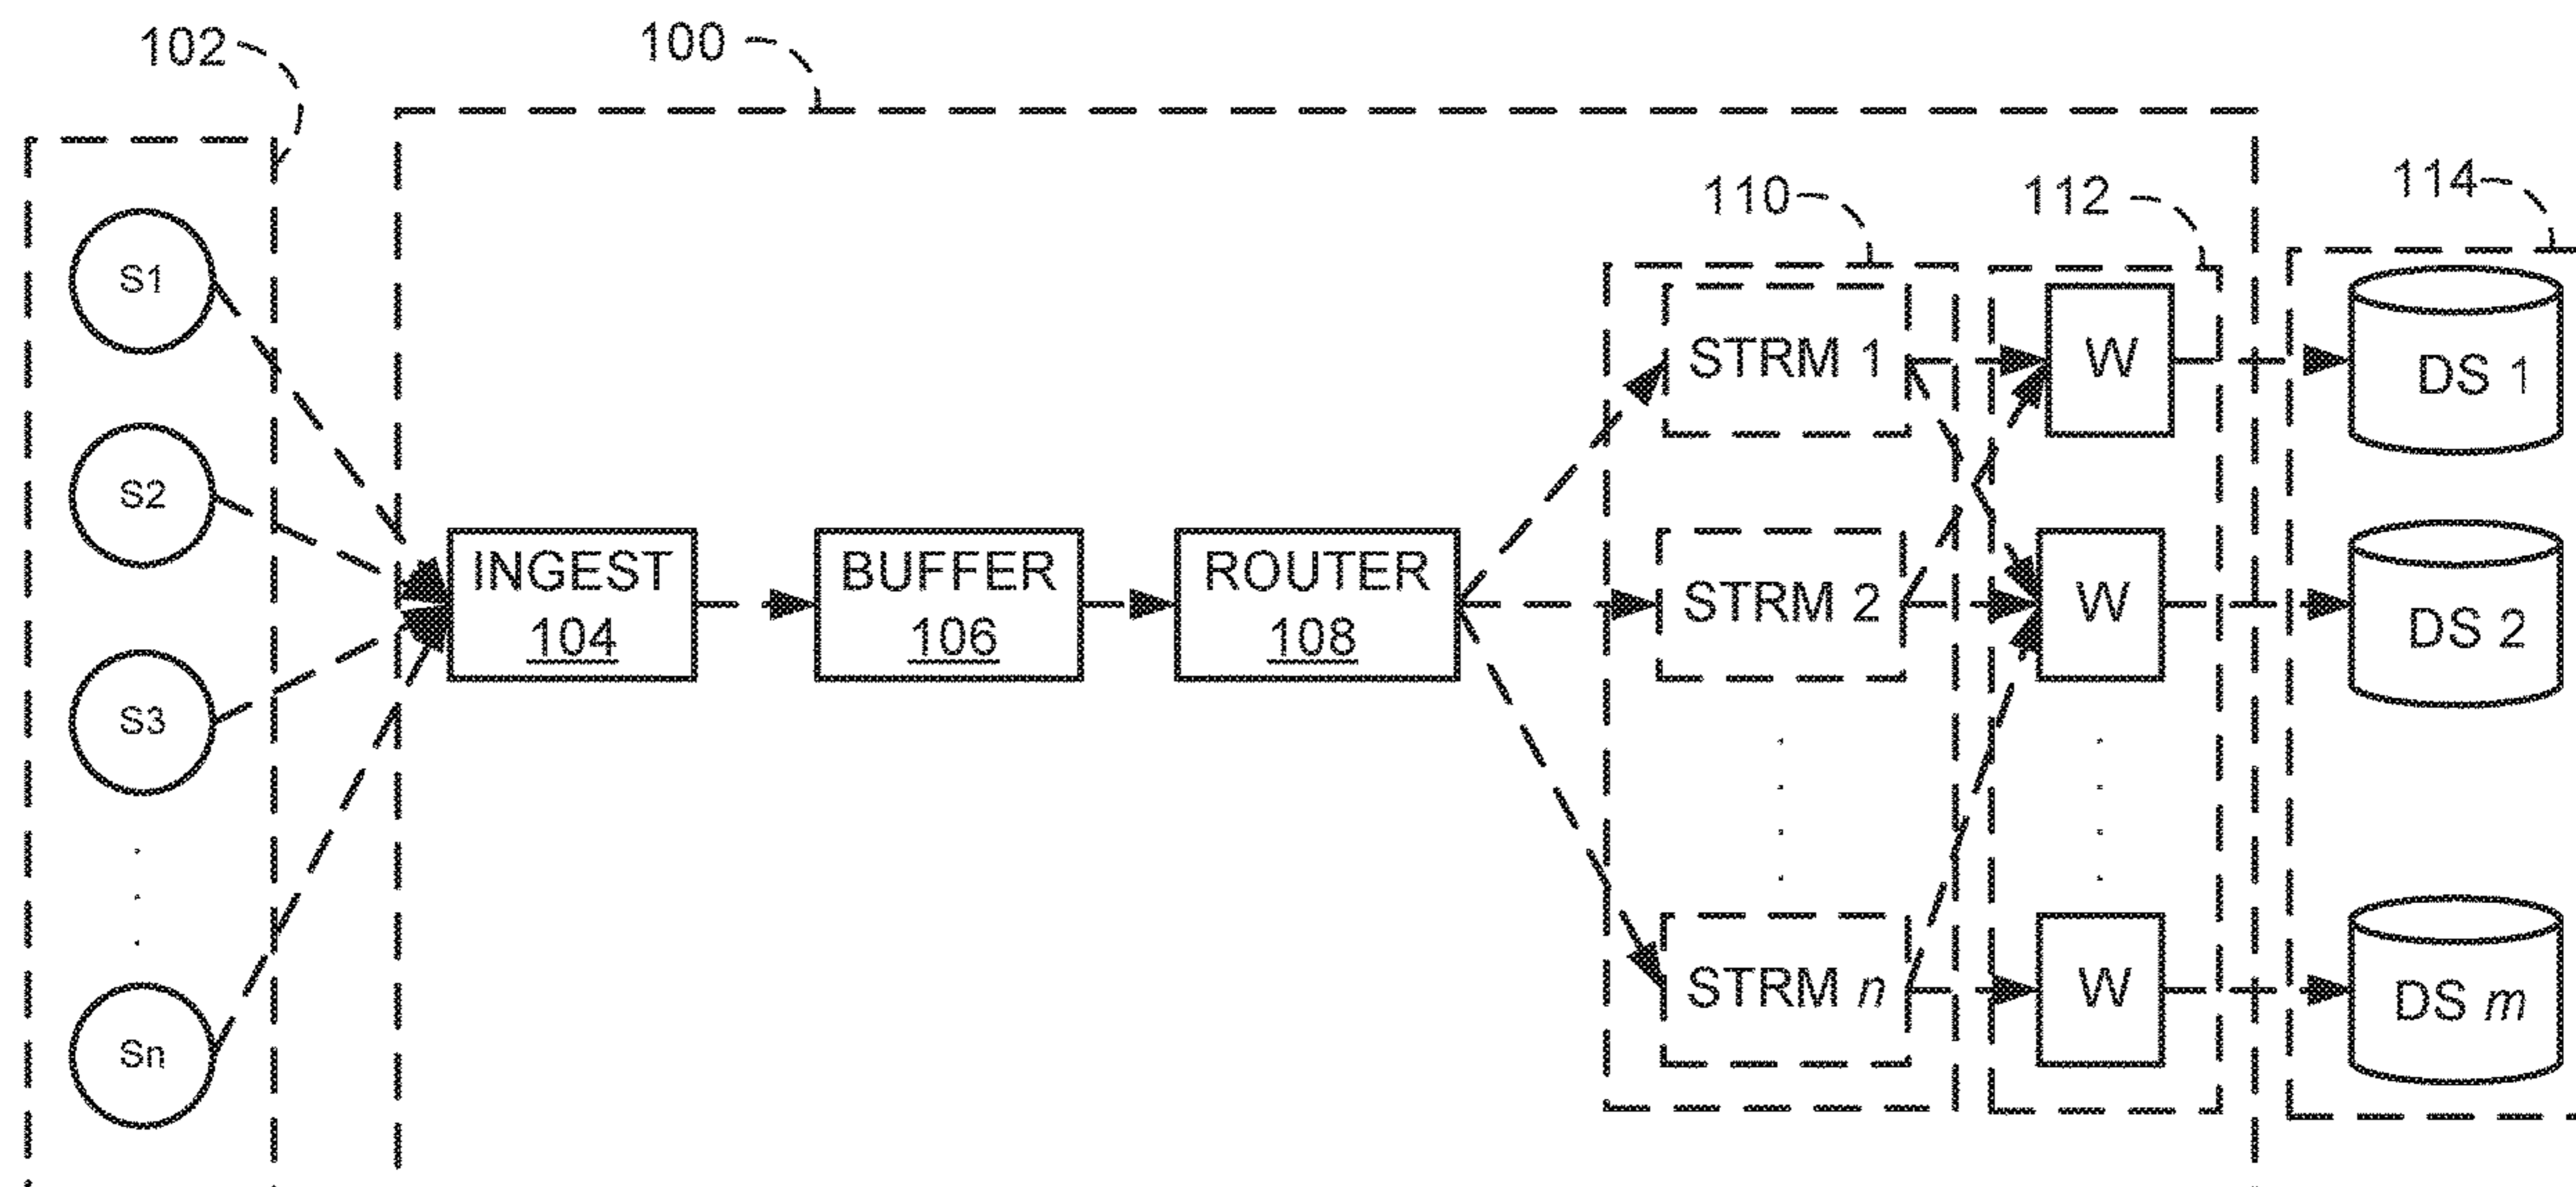 102
100
110
112
114
S1
S2
S3
Sn
INGEST
104
BUFFER
106
ROUTER
108
STRM 1
STRM 2
STRM n
W
W
W
DS 1
DS 2
DS m